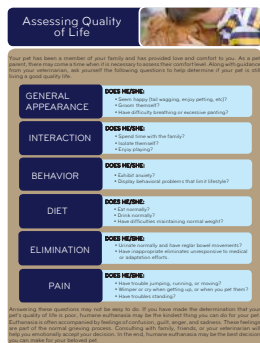 Assessing Quality
of Life
Your pet has been a member of your family and has provided love and comfort to you. As a pet
parent, there may come a time when it is necessary to assess their comfort level. Along with guidance
from your veterinarian, ask yourself the following questions to help determine if your pet is still
living a good quality life.
GENERAL
APPEARANCE
DOES HE/SHE:
• Seem happy (tail wagging, enjoy petting, etc)?
• Groom themself?
• Have difficulty breathing or excessive panting?
INTERACTION
DOES HE/SHE:
• Spend time with the family?
• Isolate themself?
• Enjoy playing?
BEHAVIOR
DOES HE/SHE:
• Exhibit anxiety?
• Display behavioral problems that limit lifestyle?
DIET
DOES HE/SHE:
• Eat normally?
• Drink normally?
• Have difficulties maintaining normal weight?
ELIMINATION
DOES HE/SHE:
• Urinate normally and have reglar bowel movements?
• Have inappropriate eliminates unresponsive to medical
or adaptation efforts
PAIN
DOES HE/SHE:
• Have trouble jumping, running, or moving?
• Whimper or cry when getting up, or when you pet them?
• Have troubles standing?
Answering these questions may not be easy to do. If you have made the determination that your
pet's quality of life is poor, humane euthanasia may be the kindest thing you can do for your pet.
Euthanasia is often accompanied by feelings of confusion, guilt, anger, and sadness. These feelings
are part of the normal grieving process. Consulting with family, friends, or your veterinarian will
help you emotionally accept your decision. In the end, humane euthanasia may be the best decision
you can make for your beloved pet.